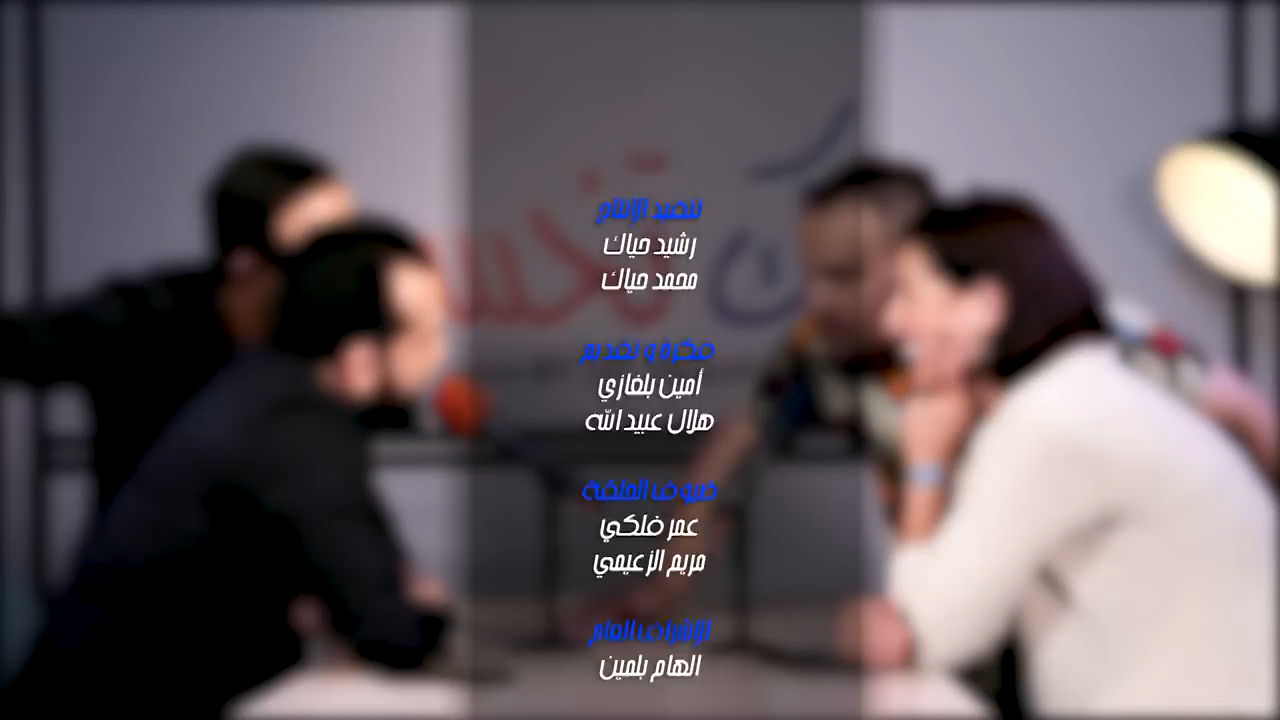 تنضيد الإنتاج
رشيد حياك
محمد حياك
فكرة و تقديم
أمين بلغازي
هلال عبيد الله
ضيوف الحلقة
عمر فلكي
مريم الزعيمي
الإشراف العام
الهام بلمين